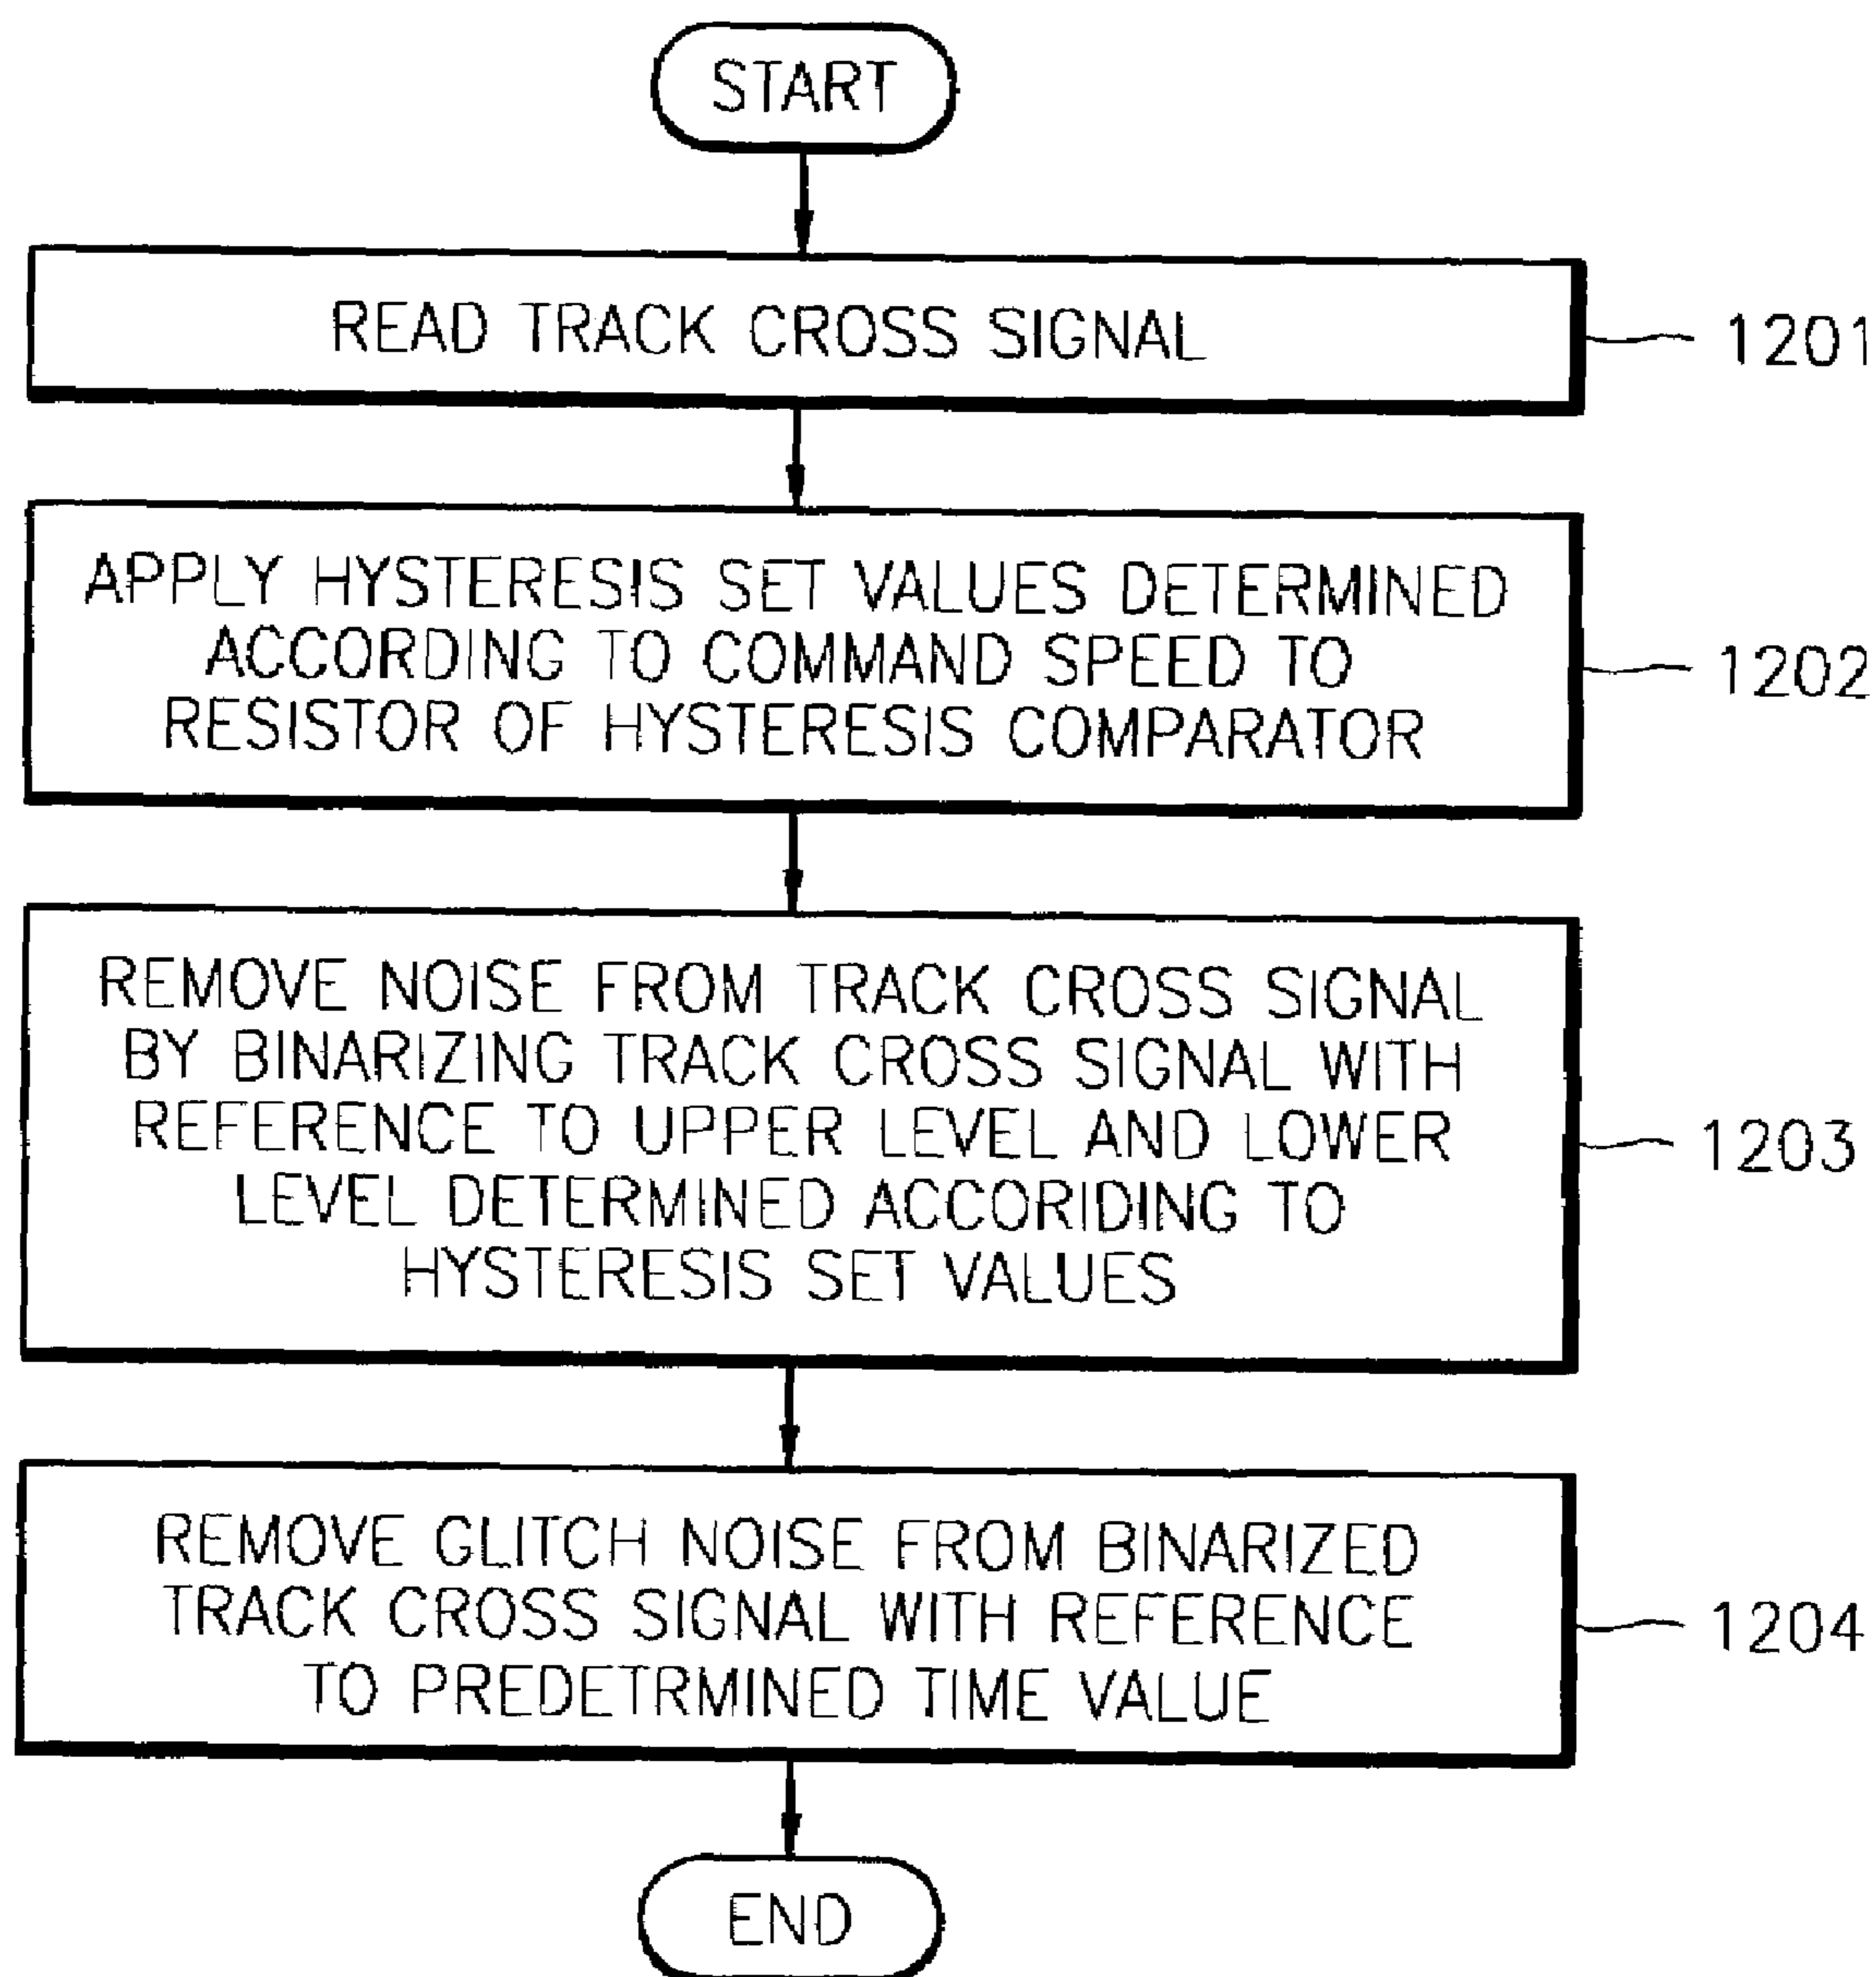 START
READ TRACK CROSS SIGNAL
1201
APPLY HYSTERESIS SET VALUES DETERMINED
ACCORDING TO COMMAND SPEED TO
RESISTOR OF HYSTERESIS COMPARATOR
1202
REMOVE NOISE FROM TRACK CROSS SIGNAL
BY BINARIZING TRACK CROSS SIGNAL WITH
REFERENCE TO UPPER LEVEL AND LOWER
LEVEL DETERMINED ACCORIDING TO
HYSTERESIS SET VALUES
1203
REMOVE GLITCH NOISE FROM BINARIZED
TRACK CROSS SIGNAL WITH REFERENCE
TO PREDETRMINED TIME VALUE
1204
END